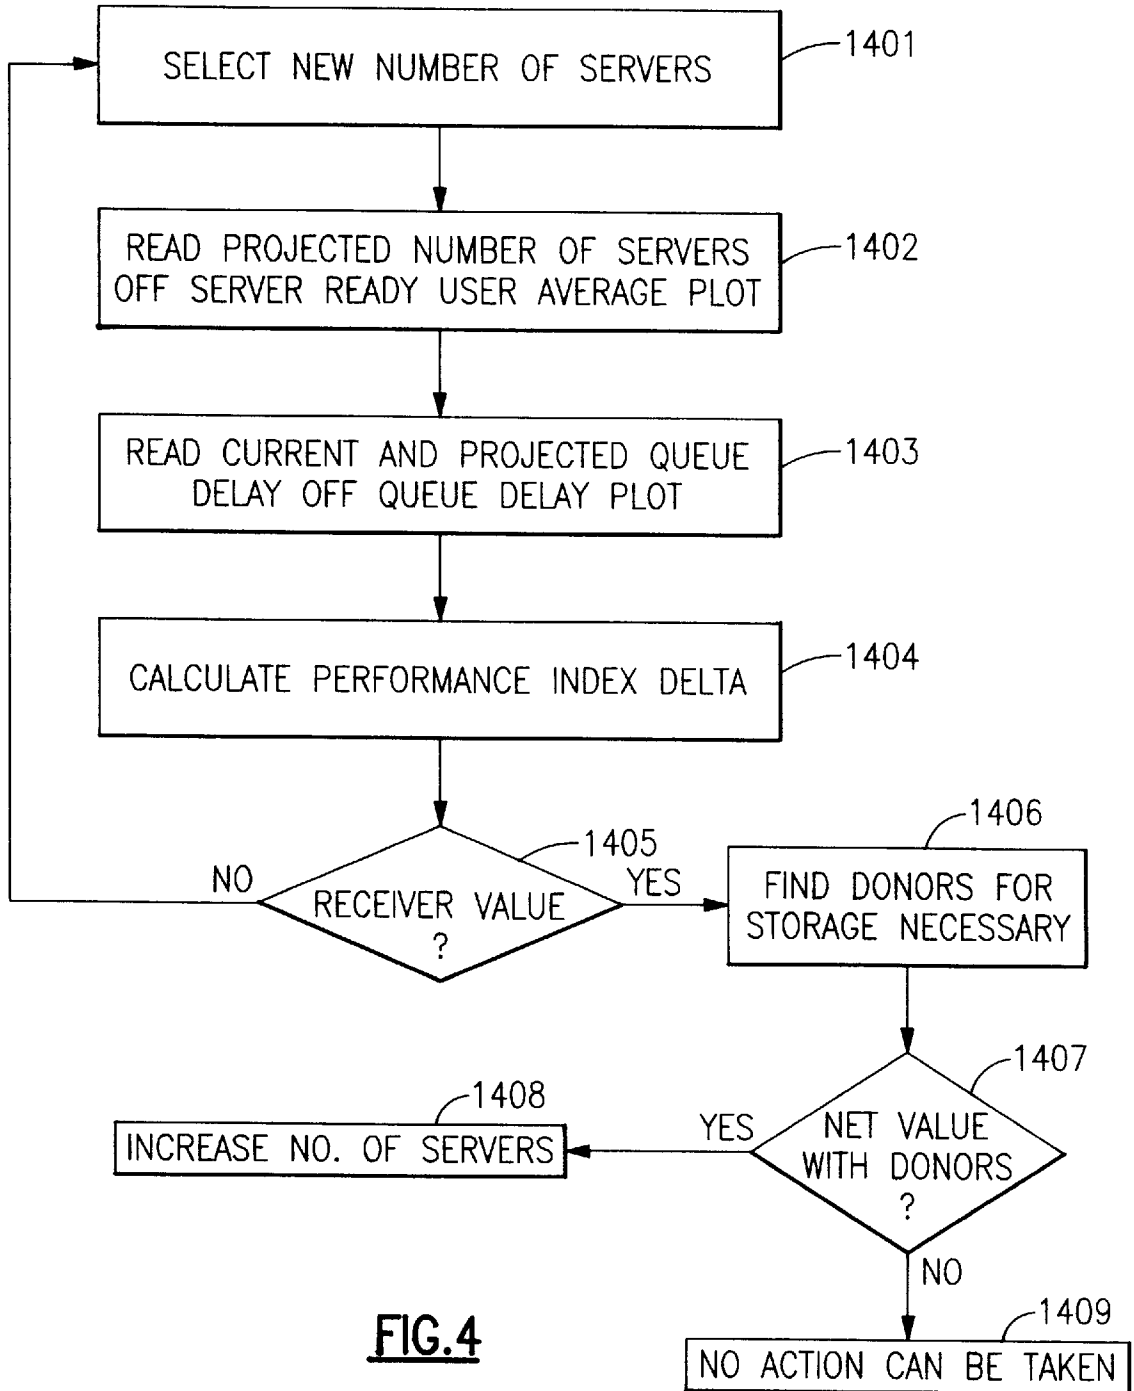 SELECT NEW NUMBER OF SERVERS
1401
READ PROJECTED NUMBER OF SERVERS
OFF SERVER READY USER AVERAGE PLOT
1402
READ CURRENT AND PROJECTED QUEUE
DELAY OFF QUEUE DELAY PLOT
1403
CALCULATE PERFORMANCE INDEX DELTA
1404
RECEIVER VALUE
?
1405
NO
YES
FIND DONORS FOR
STORAGE NECESSARY
1406
NET VALUE
WITH DONORS
?
1407
YES
INCREASE NO. OF SERVERS
1408
NO
NO ACTION CAN BE TAKEN
1409
FIG.4